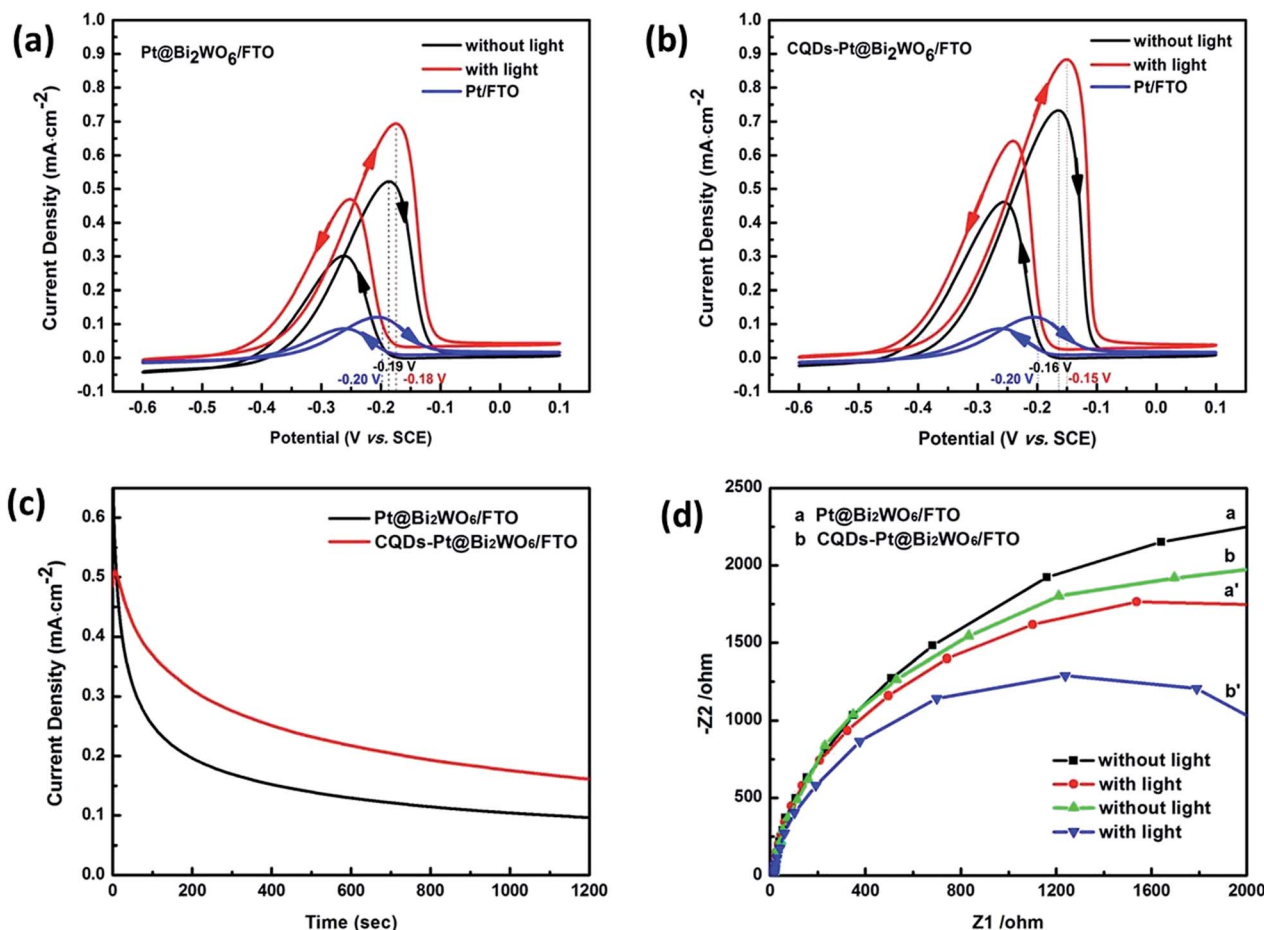 (a)
Pt@Bi2WO6/FTO
without light
with light
Pt/FTO
1.0
0.9
0.8
0.7
0.6
0.5
0.4
0.3
0.2
0.1
0.0
-0.1
Current Density (mA·cm-2)
-0.19 V
-0.20 V
-0.18 V
-0.6 -0.5 -0.4 -0.3 -0.2 -0.1 0.0 0.1
Potential (V vs. SCE)
(b)
CQDs-Pt@Bi2WO6/FTO
without light
with light
Pt/FTO
1.0
0.9
0.8
0.7
0.6
0.5
0.4
0.3
0.2
0.1
0.0
-0.1
Current Density (mA·cm-2
-0.16 V
-0.20 V
-0.15 V
-0.6 -0.5 -0.4 -0.3 -0.2 -0.1 0.0 0.1
Potential (V vs. SCE)
(c)
Pt@Bi2WO6/FTO
CQDs-Pt@Bi2WO6/FTO
0.6
0.5
0.4
0.3
0.2
0.1
0.0
Current Density (mA·cm-2)
0 200 400 600 800 1000 1200
Time (sec)
(d)
a Pt@Bi2WO6/FTO
b CQDs-Pt@Bi2WO6/FTO
a
b
a'
b'
without light
with light
without light
with light
2500
2250
2000
1750
1500
1250
1000
750
500
250
0
-Z2 /ohm
0 400 800 1200 1600 2000
Z1 /ohm